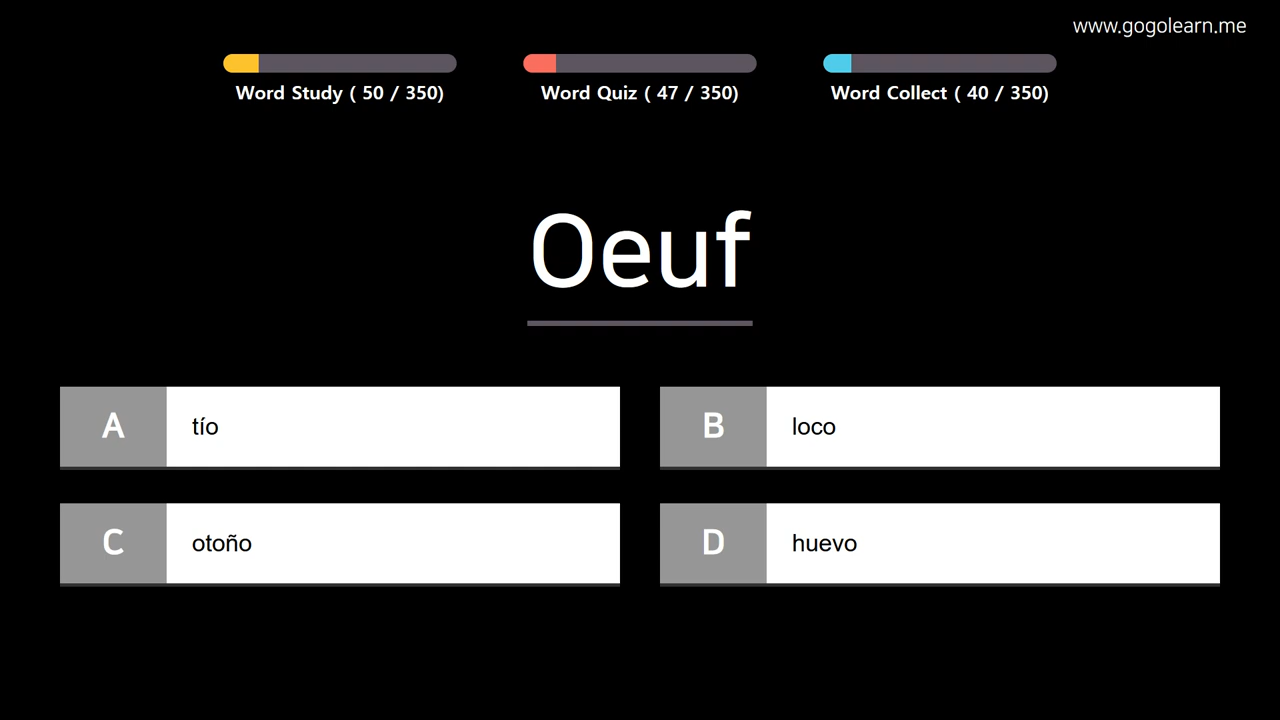 www.gogolearn.me
Word Study ( 50 / 350)
Word Quiz ( 47 / 350)
Word Collect ( 40 / 350)
Oeuf
A tío
B loco
C otoño
D huevo